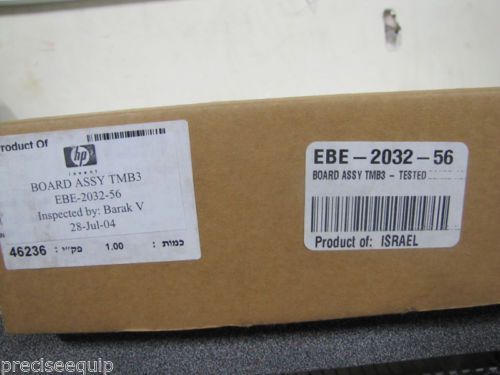 roduct Of
hp
invent
BOARD ASSY TMB3
EBE-2032-56
Inspected by: Barak V
28-Jul-04
46236 : פק"י 1.00 : כמות
EBE-2032-56
BOARD ASSY TMB3 - TESTED
Product of: ISRAEL
preciseequip